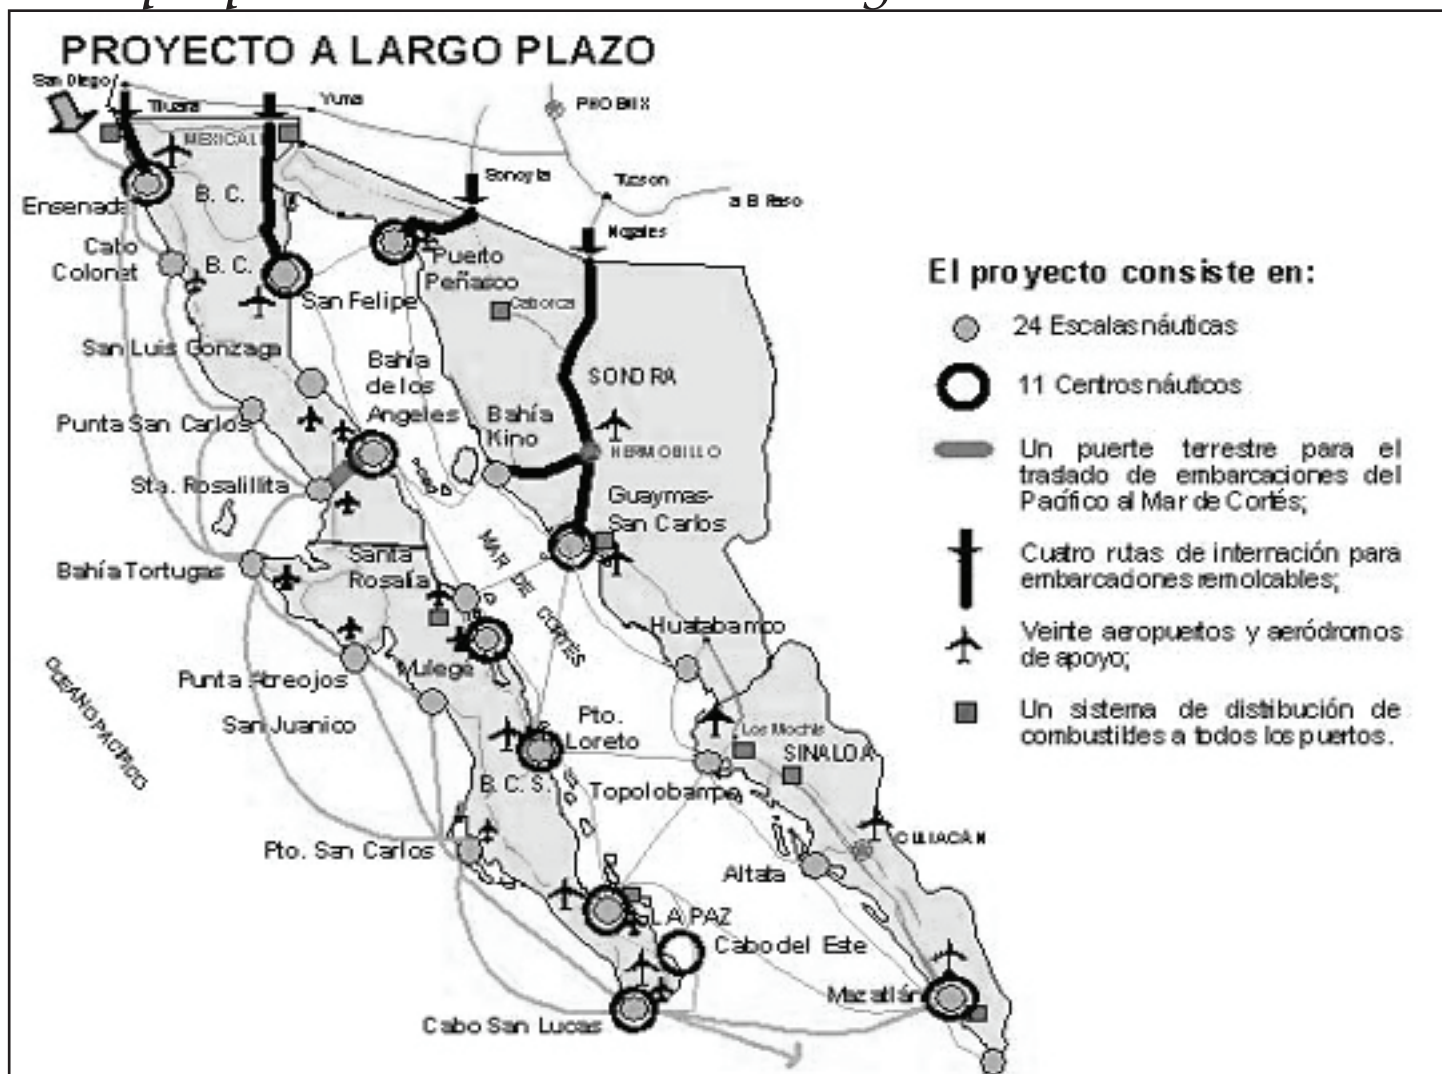 PROYECTO A LARGO PLAZO
San Diego
Tijuana
Yuma
PHOENIX
MEXICALI
Sonoyta
Tucson
a El Paso
Ensenada
B. C.
Nogales
Cabo
Colonet
B. C.
Puerto
Peñasco
San Felipe
Caborca
San Luis Gonzaga
Bahía
de los
Angeles
SONORA
Punta San Carlos
Bahía
Kino
HERMOSILLO
Sta. Rosalillita
Guaymas-
San Carlos
MAR DE CORTÉS
Bahía Tortugas
Santa
Rosalía
Huatabampo
Mulegé
Punta Abreojos
OCEANO PACIFICO
San Juanico
Pto.
Loreto
Los Mochis
SINALOA
B. C. S.
Topolobampo
Pto. San Carlos
CULIACÁN
Altata
LA PAZ
Cabo del Este
Mazatlán
Cabo San Lucas
El proyecto consiste en:
24 Escalas náuticas
11 Centros náuticos
Un puerte terrestre para el
traslado de embarcaciones del
Pacífico al Mar de Cortés;
Cuatro rutas de internación para
embarcaciones remolcables;
Veinte aeropuertos y aeródromos
de apoyo;
Un sistema de distribución de
combustibles a todos los puertos.